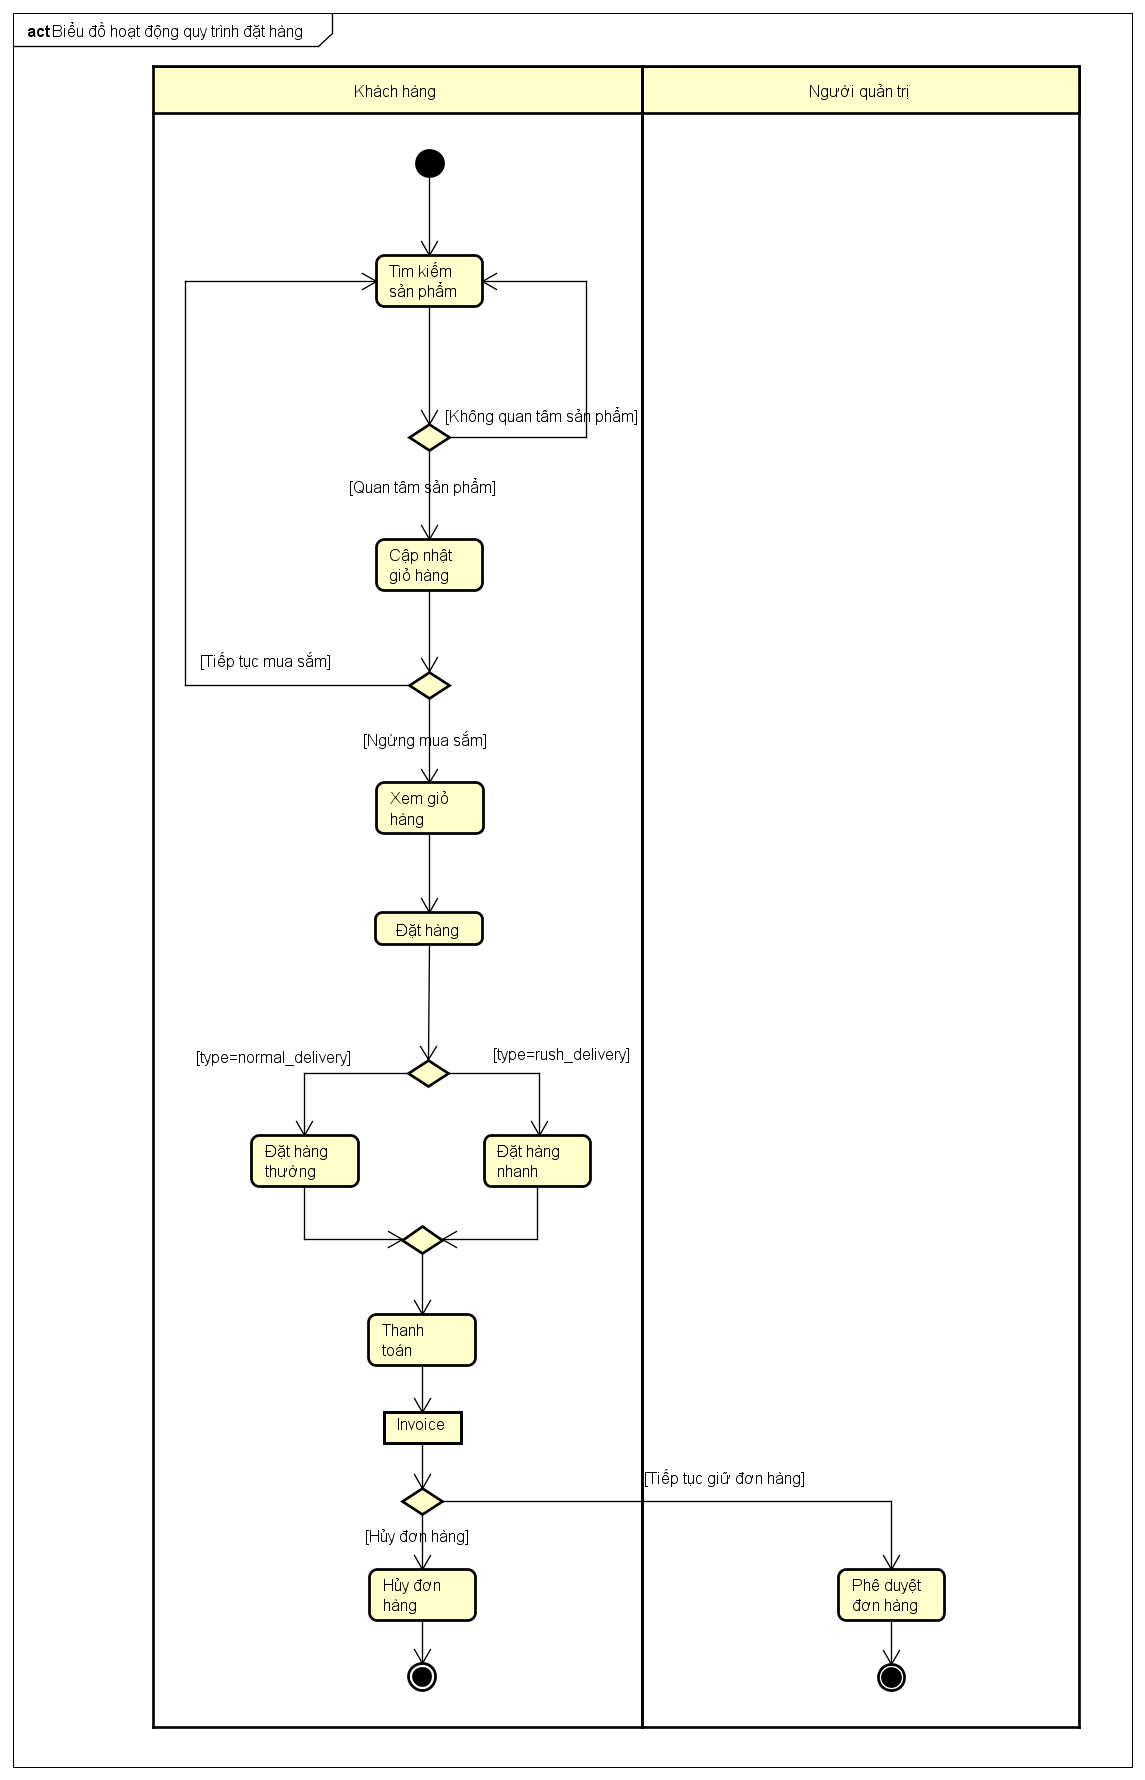 act Biểu đồ hoạt động quy trình đặt hàng
Khách hàng
Người quản trị
Tìm kiếm
sản phẩm
[Không quan tâm sản phẩm]
[Quan tâm sản phẩm]
Cập nhật
giỏ hàng
[Tiếp tục mua sắm]
[Ngừng mua sắm]
Xem giỏ
hàng
Đặt hàng
[type=normal_delivery]
[type=rush_delivery]
Đặt hàng
thường
Đặt hàng
nhanh
Thanh
toán
Invoice
[Tiếp tục giữ đơn hàng]
[Hủy đơn hàng]
Hủy đơn
hàng
Phê duyệt
đơn hàng